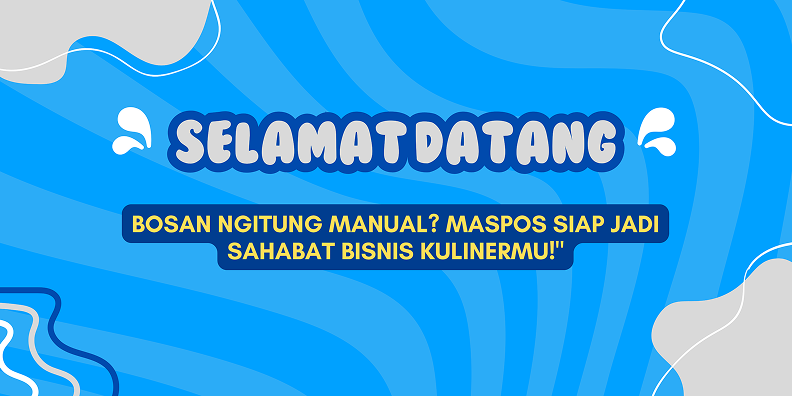 SELAMAT DATANG
BOSAN NGITUNG MANUAL? MASPOS SIAP JADI
SAHABAT BISNIS KULINERMU!"